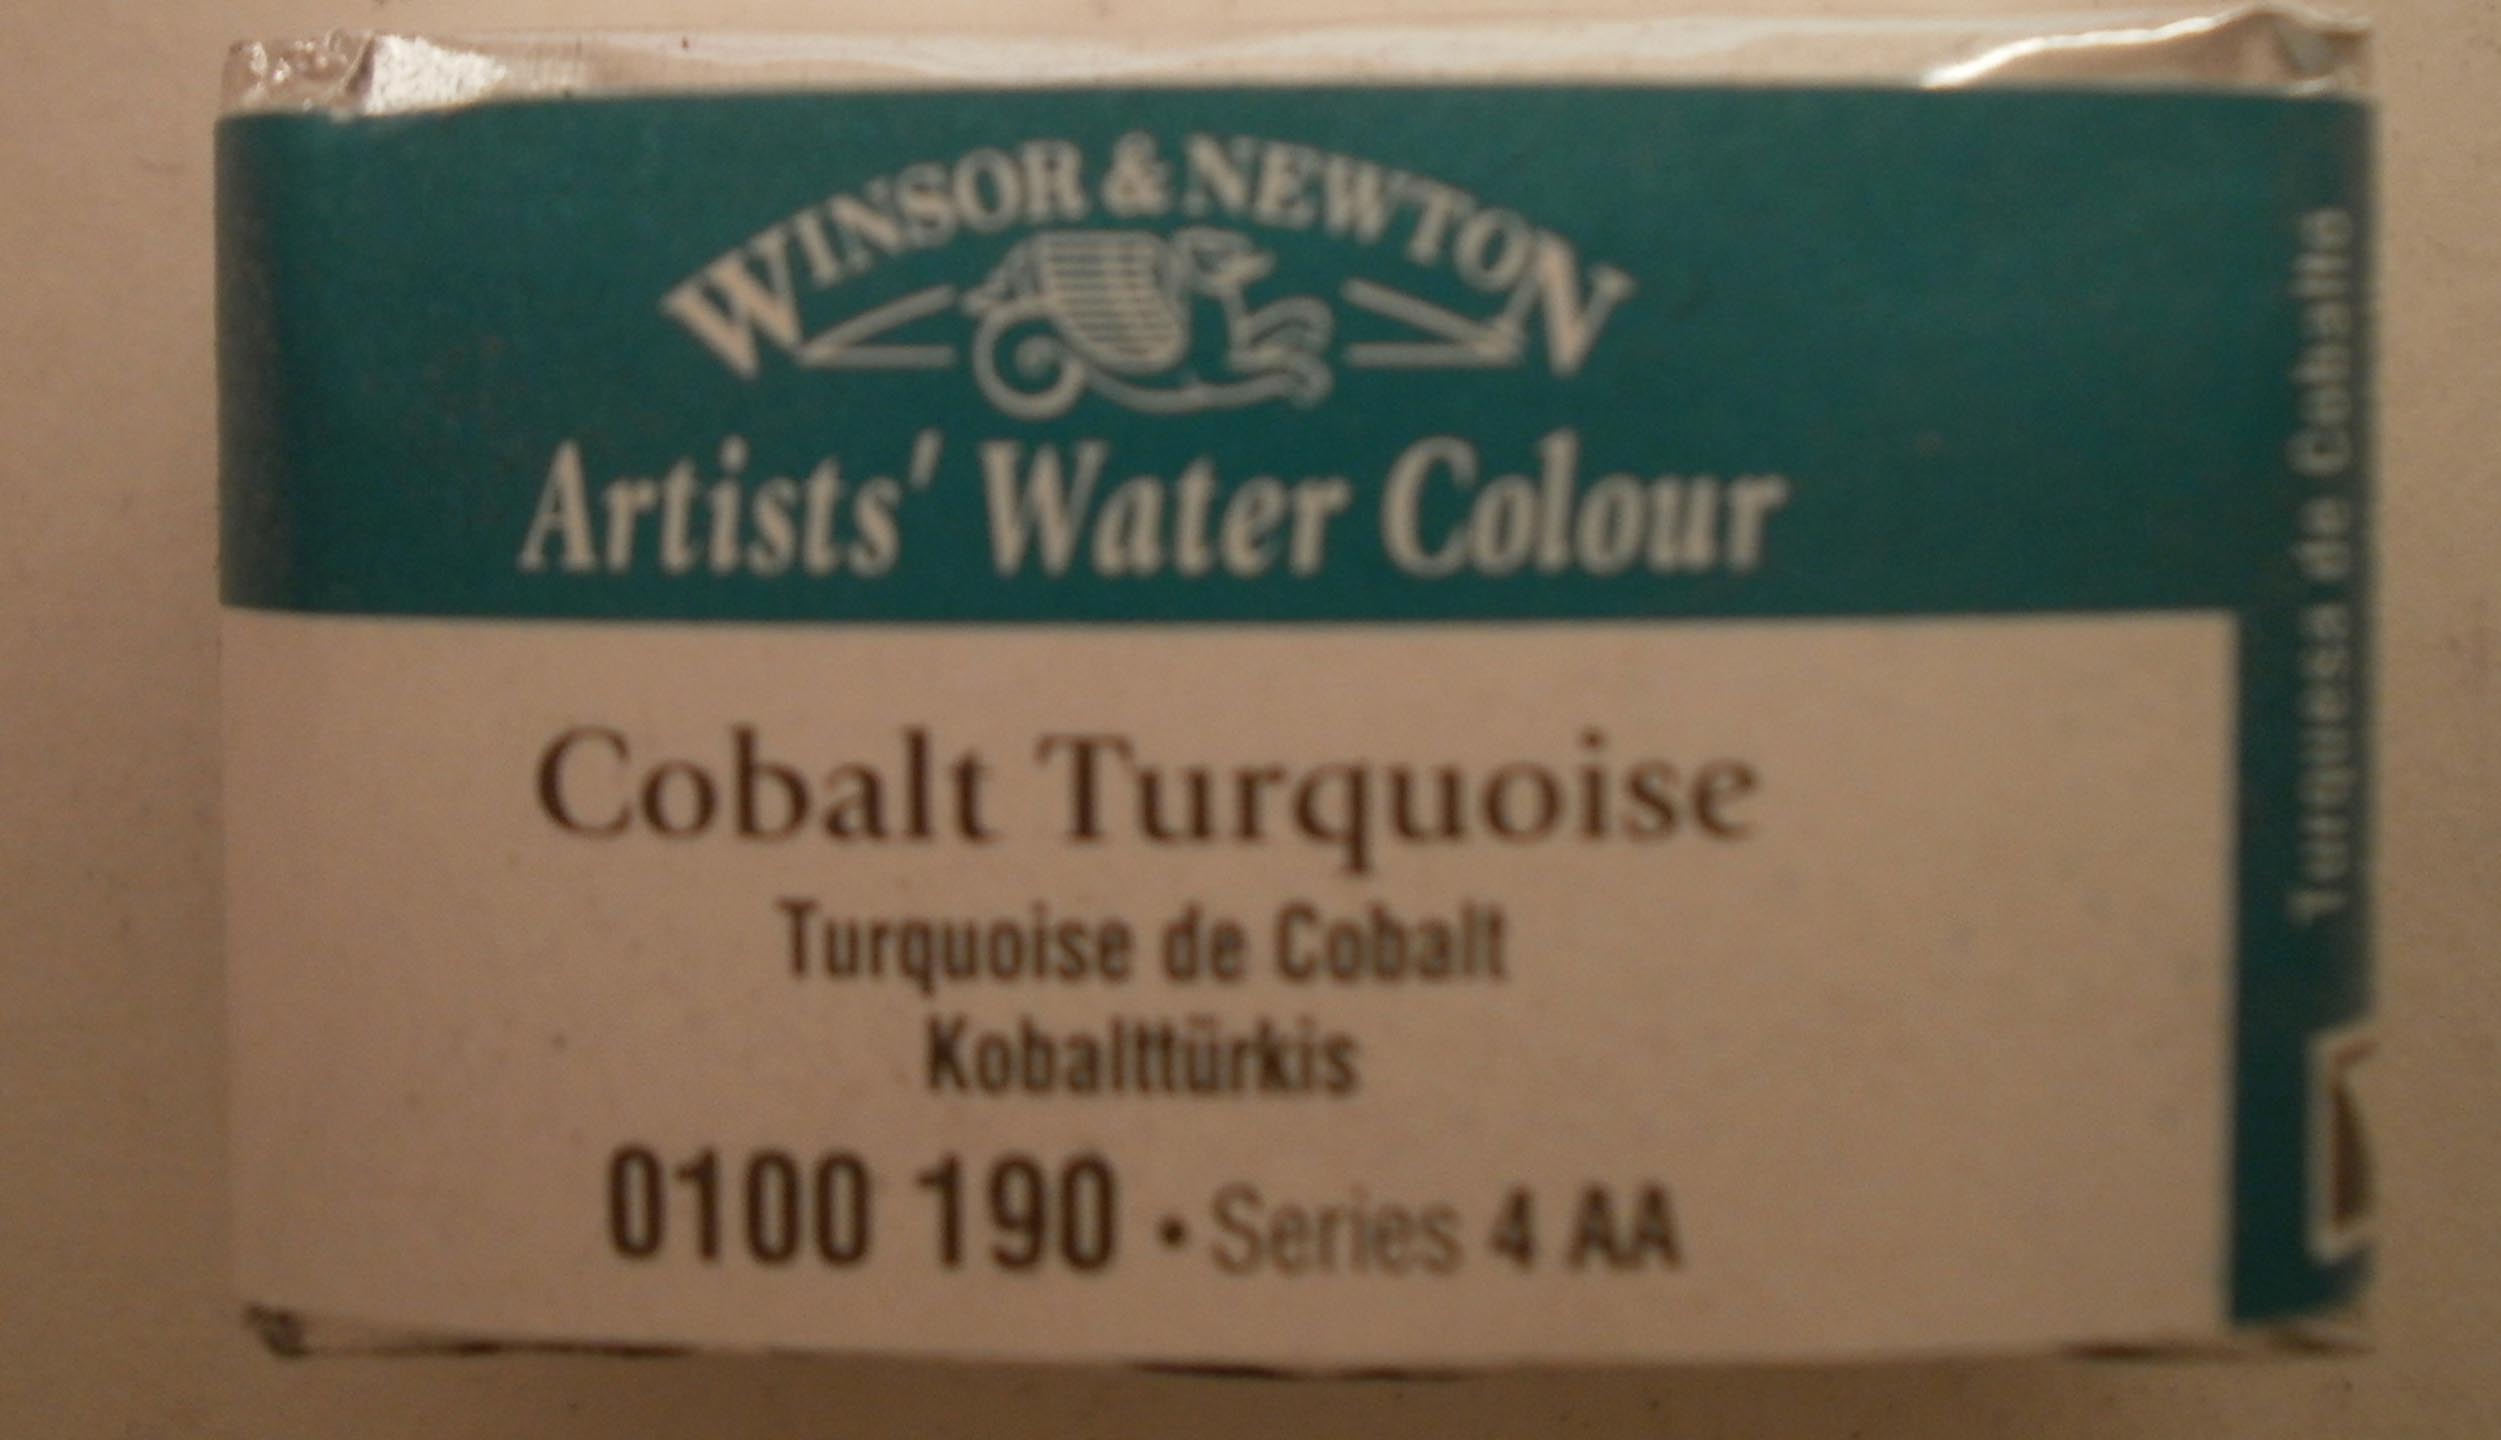 WINSOR & NEWTON
Artists' Water Colour
Cobalt Turquoise
Turquoise de Cobalt
Kobalttürkis
0100 190 • Series 4 AA
Turquesa de Cobalto